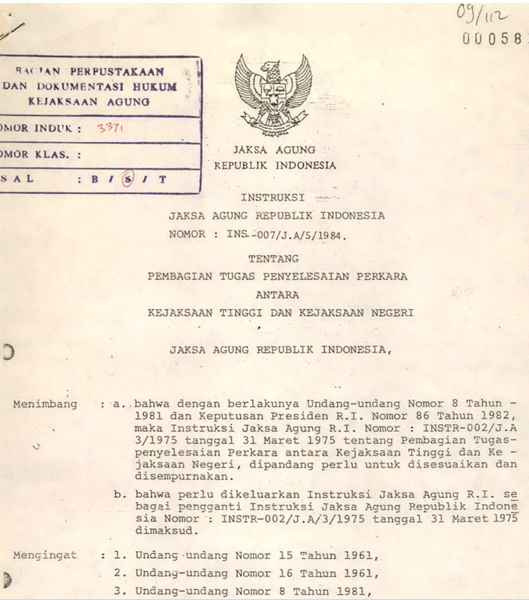 09/112
00058
BAGIAN PERPUSTAKAAN
DAN DOKUMENTASI HUKUM
KEJAKSAAN AGUNG
OMOR INDUK : 3371
OMOR KLAS. :
S A L : B / S / T
JAKSA AGUNG
REPUBLIK INDONESIA
INSTRUKSI
JAKSA AGUNG REPUBLIK INDONESIA
NOMOR : INS.-007/J.A/5/1984.
TENTANG
PEMBAGIAN TUGAS PENYELESAIAN PERKARA
ANTARA
KEJAKSAAN TINGGI DAN KEJAKSAAN NEGERI
JAKSA AGUNG REPUBLIK INDONESIA,
Menimbang : a. bahwa dengan berlakunya Undang-undang Nomor 8 Tahun -
1981 dan Keputusan Presiden R.I. Nomor 86 Tahun 1982,
maka Instruksi Jaksa Agung R.I. Nomor : INSTR-002/J.A
3/1975 tanggal 31 Maret 1975 tentang Pembagian Tugas-
penyelesaian Perkara antara Kejaksaan Tinggi dan Ke -
jaksaan Negeri, dipandang perlu untuk disesuaikan dan
disempurnakan.
b. bahwa perlu dikeluarkan Instruksi Jaksa Agung R.I. se
bagai pengganti Instruksi Jaksa Agung Republik Indone
sia Nomor : INSTR-002/J.A/3/1975 tanggal 31 Maret 1975
dimaksud.
Mengingat : 1. Undang-undang Nomor 15 Tahun 1961,
2. Undang-undang Nomor 16 Tahun 1961,
3. Undang-undang Nomor 8 Tahun 1981,